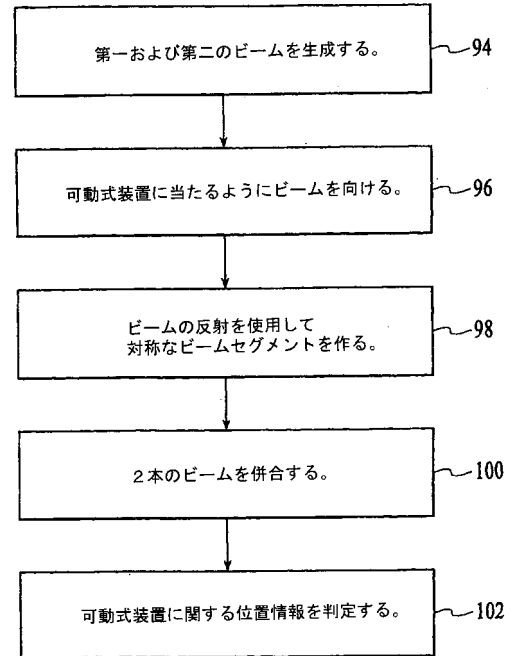 第一および第二のビームを生成する。
94
可動式装置に当たるようにビームを向ける。
96
ビームの反射を使用して
対称なビームセグメントを作る。
98
2本のビームを併合する。
100
可動式装置に関する位置情報を判定する。
102